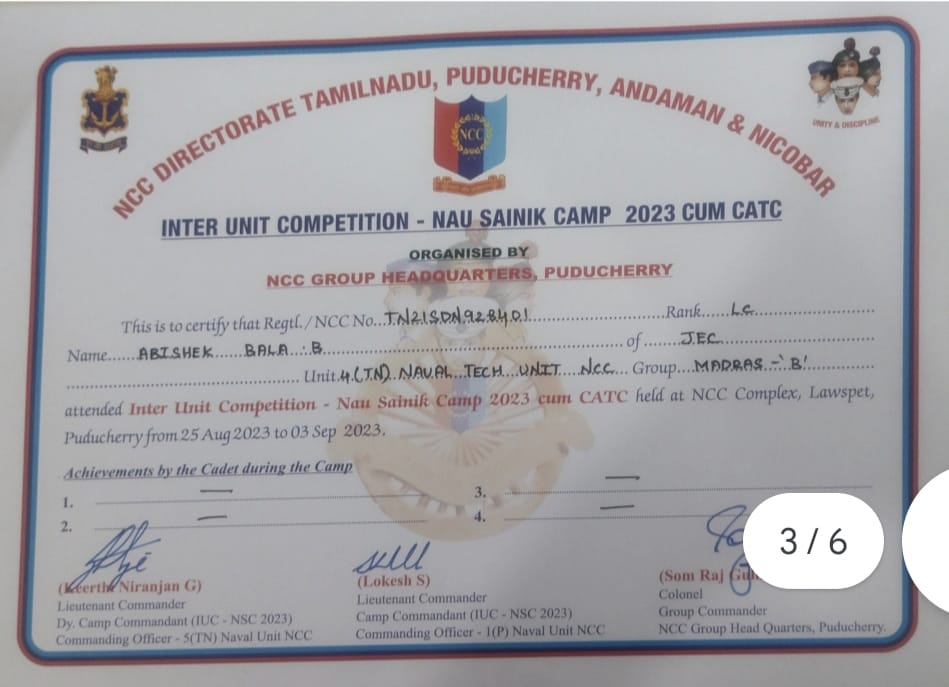 NCC DIRECTORATE TAMILNADU, PUDUCHERRY, ANDAMAN & NICOBAR
UNITY & DISCIPLINE
NCC
INTER UNIT COMPETITION - NAU SAINIK CAMP 2023 CUM CATC
ORGANISED BY
NCC GROUP HEADQUARTERS, PUDUCHERRY
This is to certify that Regtl./NCC No...TN21SDN928401...Rank.....LC...
Name......ABISHEK BALA .B...of...JEC...
...Unit.4.(TN) NAVAL TECH UNIT NCC...Group...MADRAS -'B'...
attended Inter Unit Competition - Nau Sainik Camp 2023 cum CATC held at NCC Complex, Lawspet,
Puducherry from 25 Aug 2023 to 03 Sep 2023.
Achievements by the Cadet during the Camp
1. — 3. —
2. — 4. —
(Keerthi Niranjan G) (Lokesh S) (Som Raj
Lieutenant Commander Lieutenant Commander Colonel
Dy. Camp Commandant (IUC - NSC 2023) Camp Commandant (IUC - NSC 2023) Group Commander
Commanding Officer - 5(TN) Naval Unit NCC Commanding Officer - 1(P) Naval Unit NCC NCC Group Head Quarters, Puducherry.
3 / 6